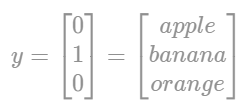 y = [0 1 0] = [apple banana orange]